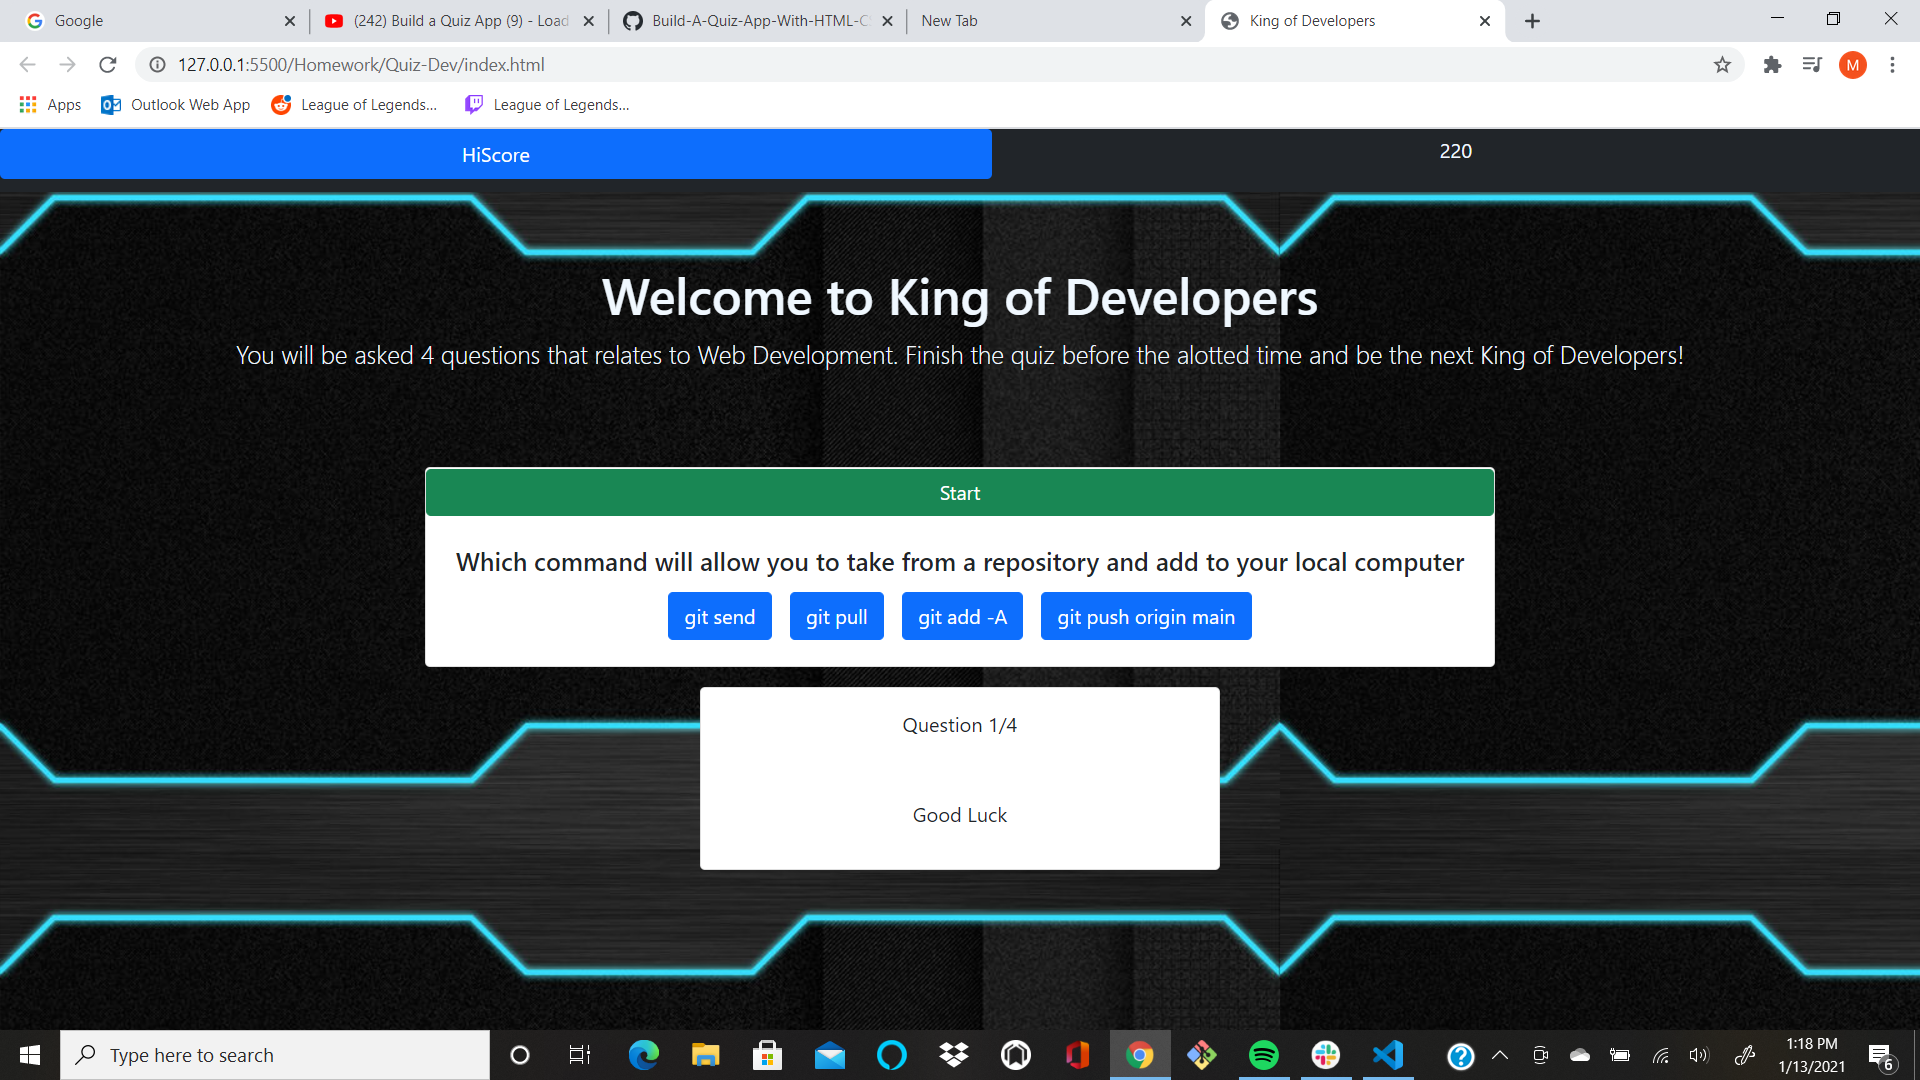 Google
(242) Build a Quiz App (9) - Load
Build-A-Quiz-App-With-HTML-C
New Tab
King of Developers
127.0.0.1:5500/Homework/Quiz-Dev/index.html
M
Apps
Outlook Web App
League of Legends...
League of Legends...
HiScore
220
Welcome to King of Developers
You will be asked 4 questions that relates to Web Development. Finish the quiz before the alotted time and be the next King of Developers!
Start
Which command will allow you to take from a repository and add to your local computer
git send
git pull
git add -A
git push origin main
Question 1/4
Good Luck
Type here to search
1:18 PM
1/13/2021
6